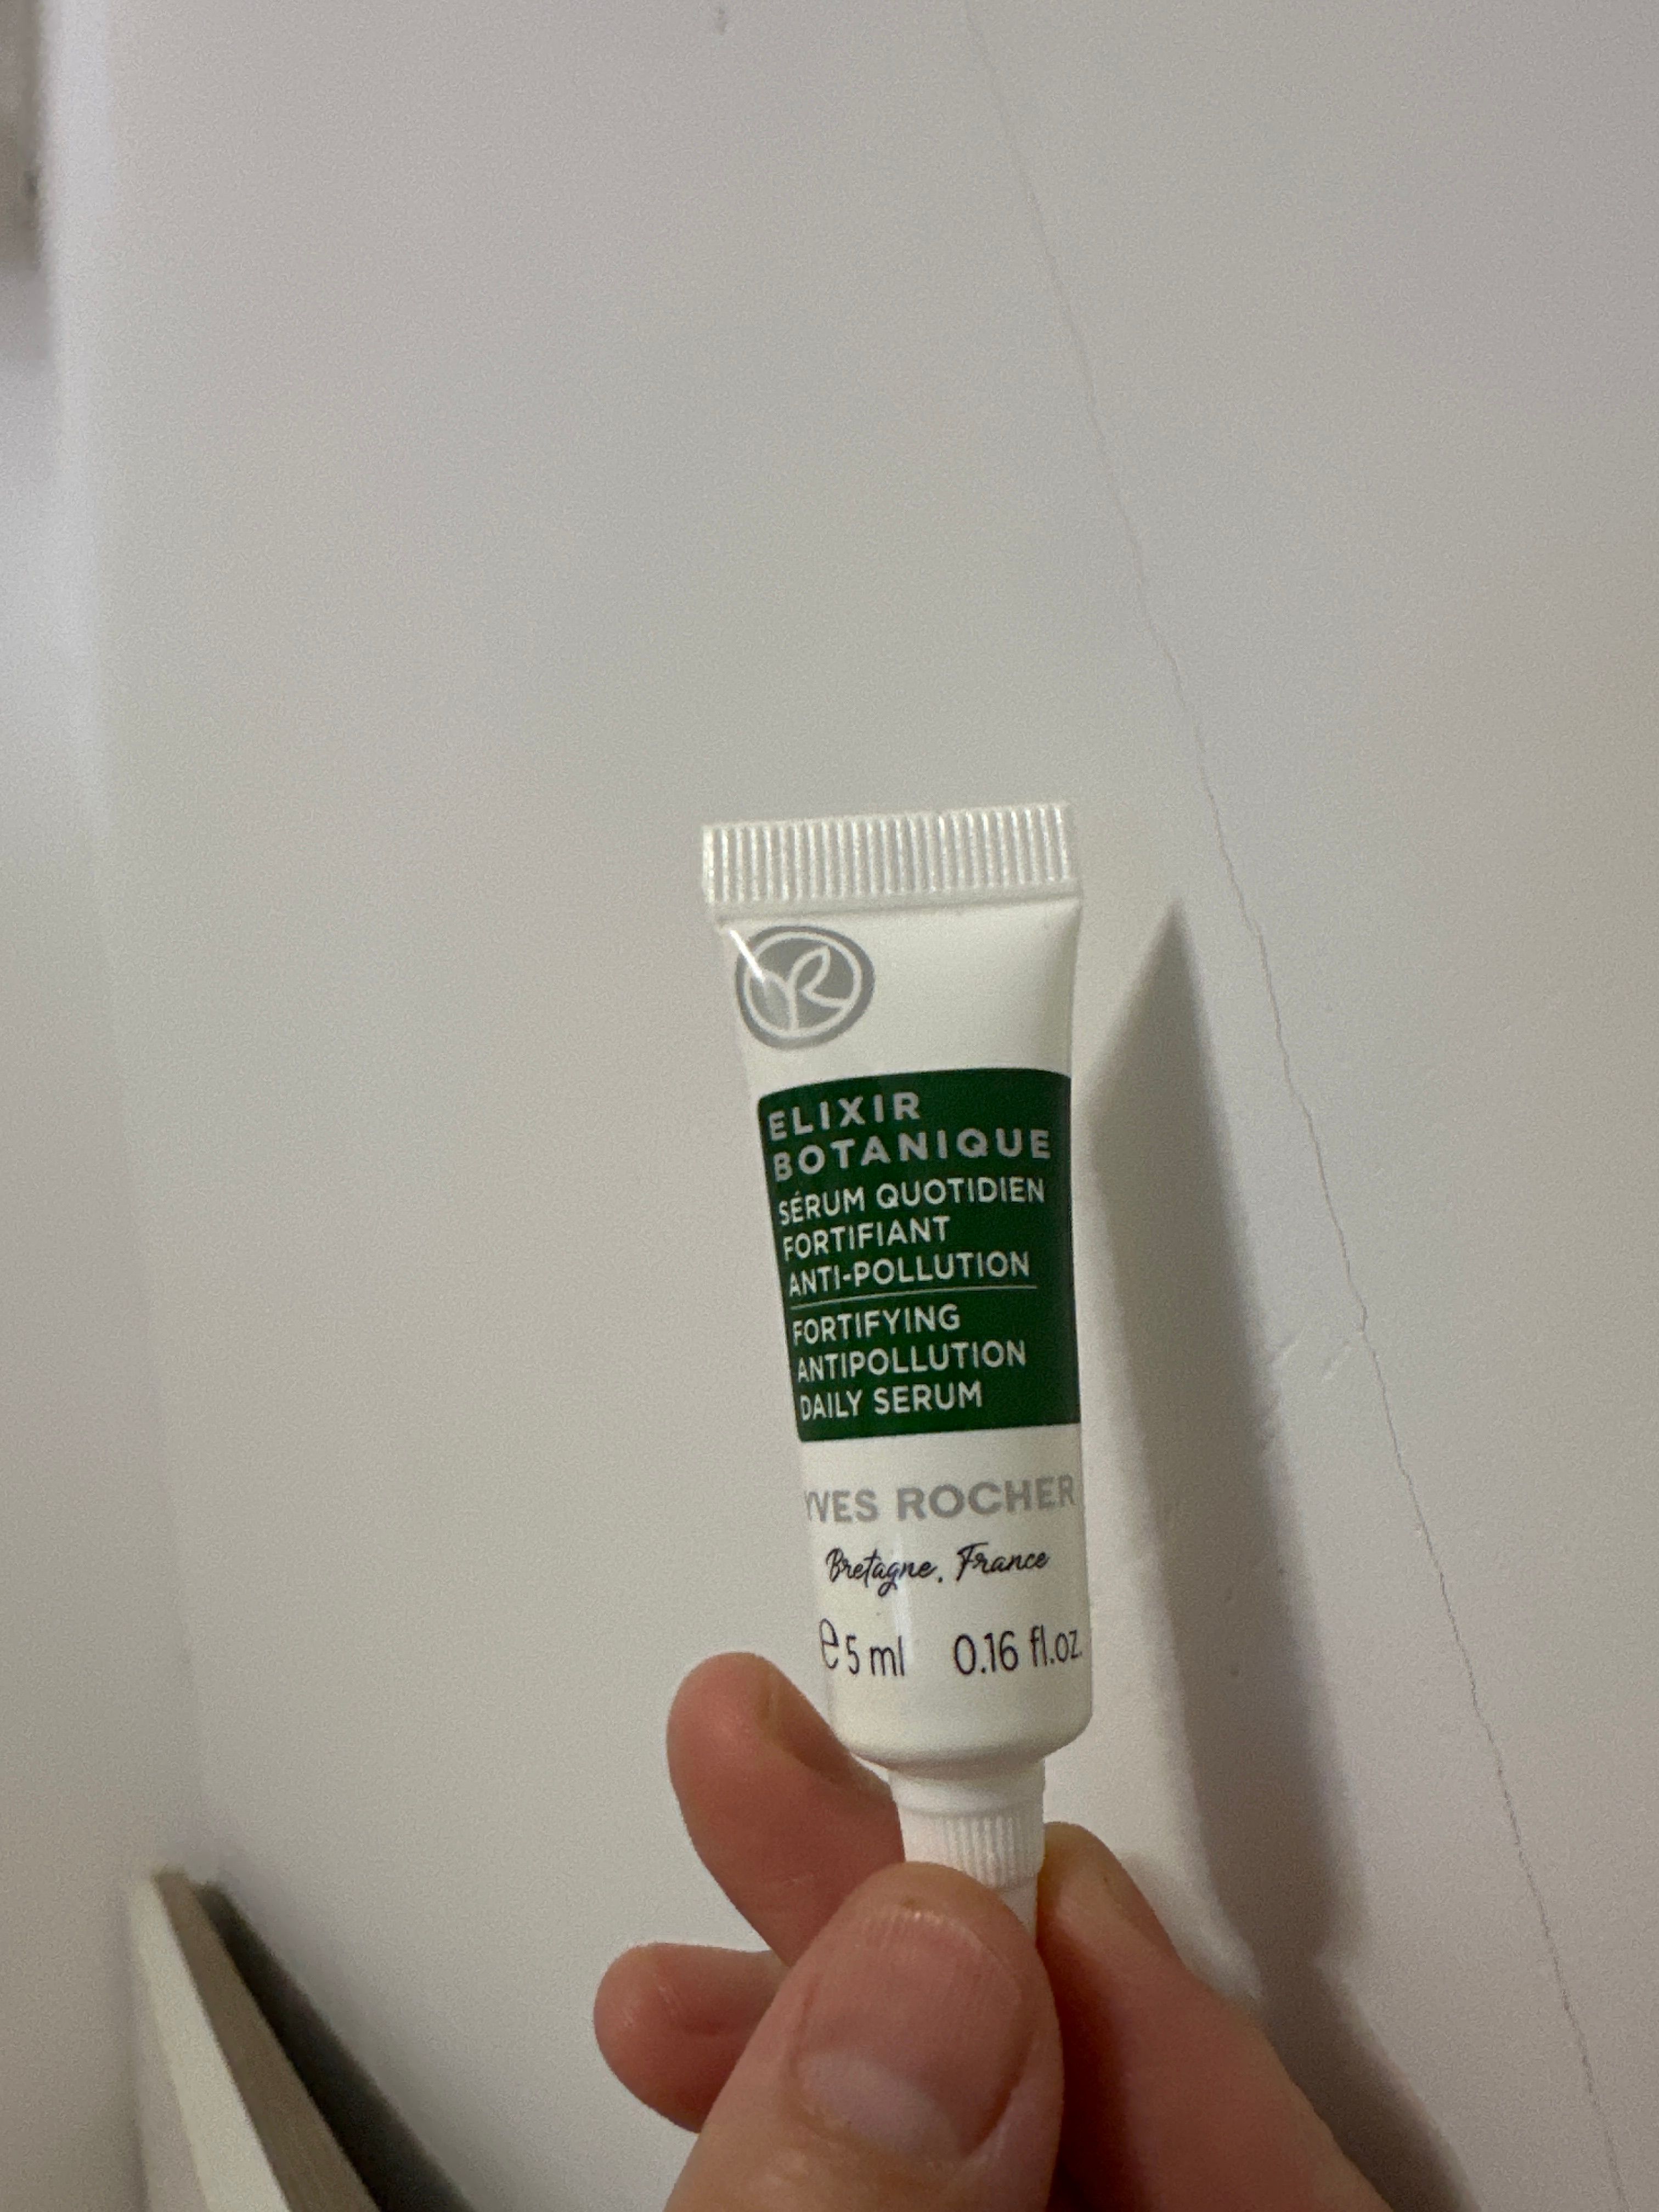 ELIXIR
BOTANIQUE
SÉRUM QUOTIDIEN
FORTIFIANT
ANTI-POLLUTION
FORTIFYING
ANTIPOLLUTION
DAILY SERUM
YVES ROCHER
Bretagne, France
℮ 5 ml 0.16 fl.oz.